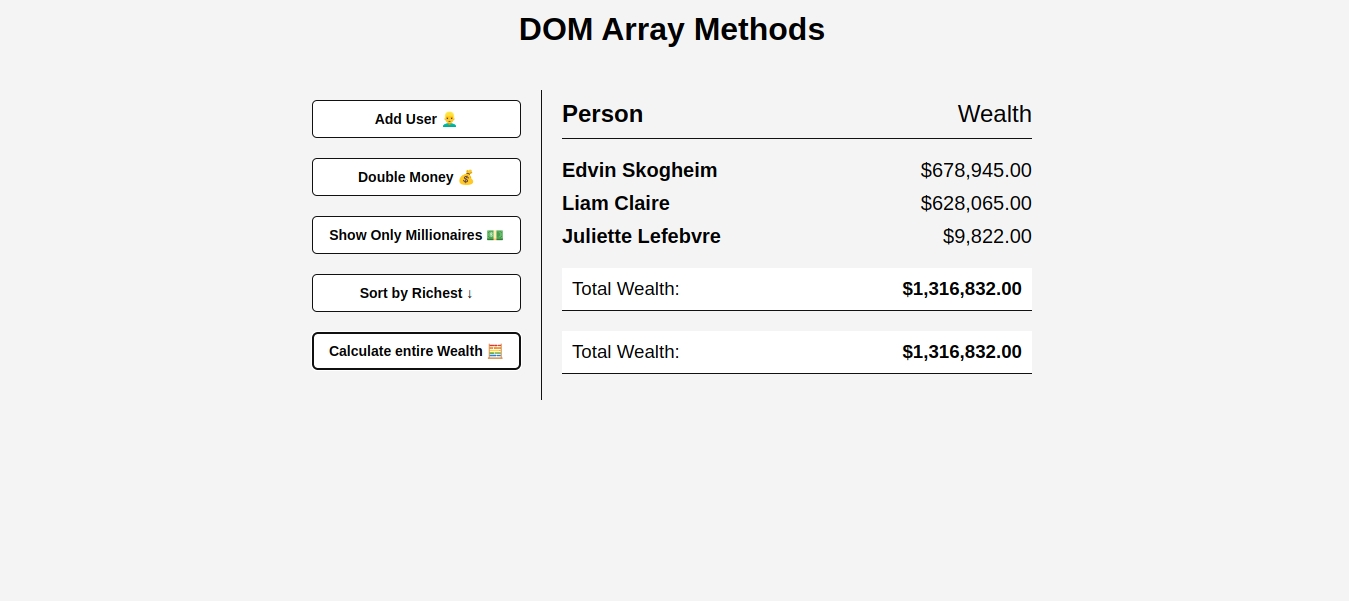 DOM Array Methods
Add User 👱‍♂️
Double Money 💰
Show Only Millionaires 💵
Sort by Richest ↓
Calculate entire Wealth 🧮
Person Wealth
Edvin Skogheim $678,945.00
Liam Claire $628,065.00
Juliette Lefebvre $9,822.00
Total Wealth: $1,316,832.00
Total Wealth: $1,316,832.00